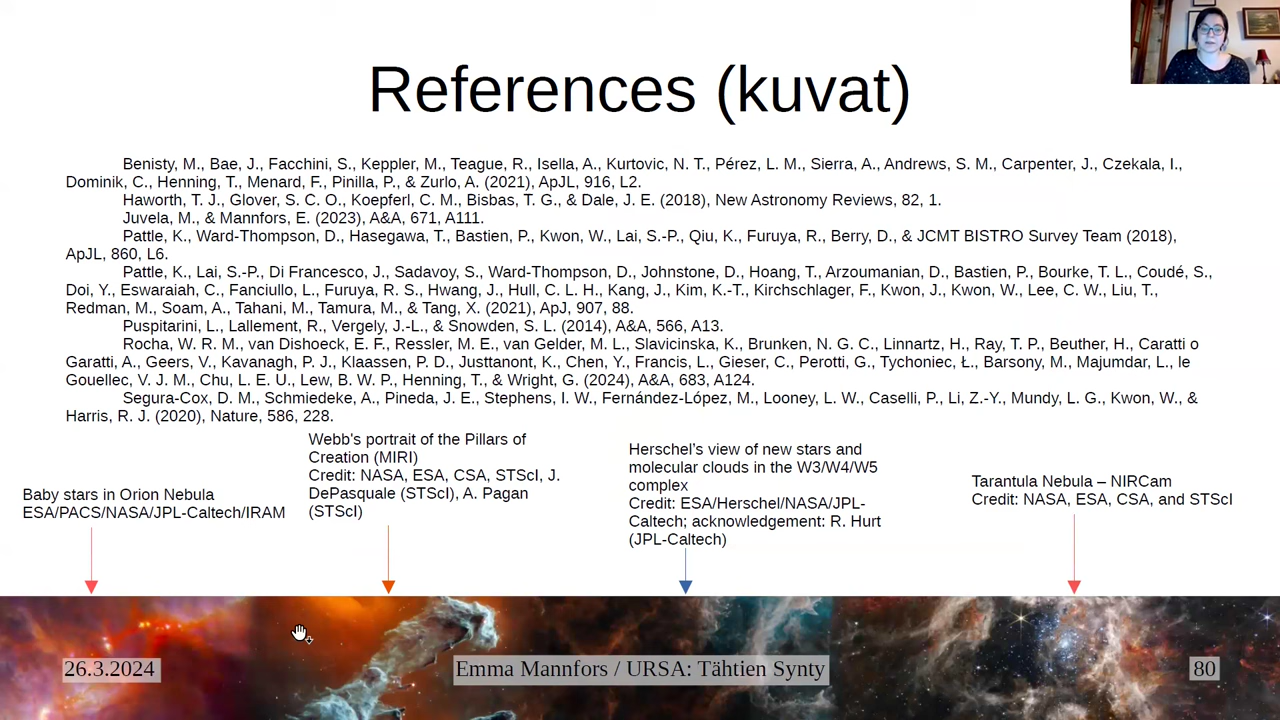 References (kuvat)
Benisty, M., Bae, J., Facchini, S., Keppler, M., Teague, R., Isella, A., Kurtovic, N. T., Pérez, L. M., Sierra, A., Andrews, S. M., Carpenter, J., Czekala, I.,
Dominik, C., Henning, T., Menard, F., Pinilla, P., & Zurlo, A. (2021), ApJL, 916, L2.
Haworth, T. J., Glover, S. C. O., Koepferl, C. M., Bisbas, T. G., & Dale, J. E. (2018), New Astronomy Reviews, 82, 1.
Juvela, M., & Mannfors, E. (2023), A&A, 671, A111.
Pattle, K., Ward-Thompson, D., Hasegawa, T., Bastien, P., Kwon, W., Lai, S.-P., Qiu, K., Furuya, R., Berry, D., & JCMT BISTRO Survey Team (2018),
ApJL, 860, L6.
Pattle, K., Lai, S.-P., Di Francesco, J., Sadavoy, S., Ward-Thompson, D., Johnstone, D., Hoang, T., Arzoumanian, D., Bastien, P., Bourke, T. L., Coudé, S.,
Doi, Y., Eswaraiah, C., Fanciullo, L., Furuya, R. S., Hwang, J., Hull, C. L. H., Kang, J., Kim, K.-T., Kirchschlager, F., Kwon, J., Kwon, W., Lee, C. W., Liu, T.,
Redman, M., Soam, A., Tahani, M., Tamura, M., & Tang, X. (2021), ApJ, 907, 88.
Puspitarini, L., Lallement, R., Vergely, J.-L., & Snowden, S. L. (2014), A&A, 566, A13.
Rocha, W. R. M., van Dishoeck, E. F., Ressler, M. E., van Gelder, M. L., Slavicinska, K., Brunken, N. G. C., Linnartz, H., Ray, T. P., Beuther, H., Caratti o
Garatti, A., Geers, V., Kavanagh, P. J., Klaassen, P. D., Justtanont, K., Chen, Y., Francis, L., Gieser, C., Perotti, G., Tychoniec, Ł., Barsony, M., Majumdar, L., le
Gouellec, V. J. M., Chu, L. E. U., Lew, B. W. P., Henning, T., & Wright, G. (2024), A&A, 683, A124.
Segura-Cox, D. M., Schmiedeke, A., Pineda, J. E., Stephens, I. W., Fernández-López, M., Looney, L. W., Caselli, P., Li, Z.-Y., Mundy, L. G., Kwon, W., &
Harris, R. J. (2020), Nature, 586, 228.
Baby stars in Orion Nebula
ESA/PACS/NASA/JPL-Caltech/IRAM
Webb's portrait of the Pillars of
Creation (MIRI)
Credit: NASA, ESA, CSA, STScI, J.
DePasquale (STScI), A. Pagan
(STScI)
Herschel’s view of new stars and
molecular clouds in the W3/W4/W5
complex
Credit: ESA/Herschel/NASA/JPL-
Caltech; acknowledgement: R. Hurt
(JPL-Caltech)
Tarantula Nebula – NIRCam
Credit: NASA, ESA, CSA, and STScI
26.3.2024
Emma Mannfors / URSA: Tähtien Synty
80